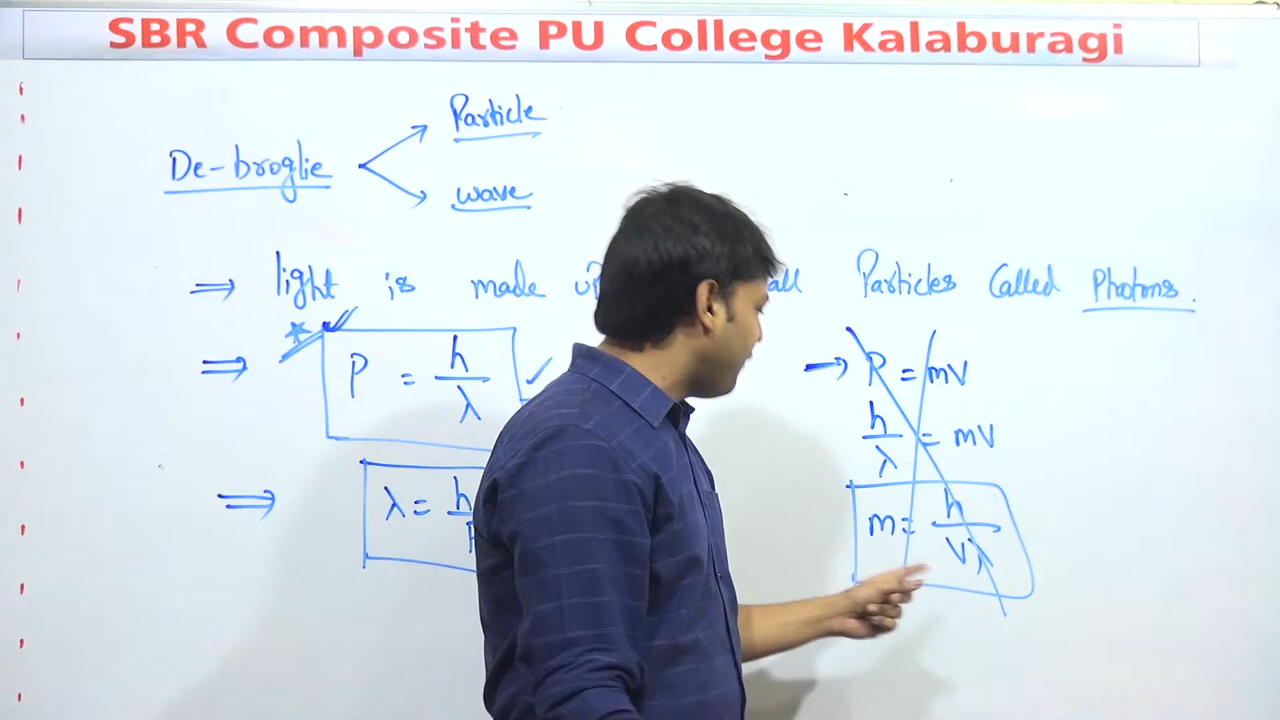 SBR Composite PU College Kalaburagi
De-broglie
Particle
wave
⇒ light is made Particles Called Photons.
⇒ P = h/λ
→ P = mV
h/λ = mV
⇒ λ = h/
m = h/Vλ